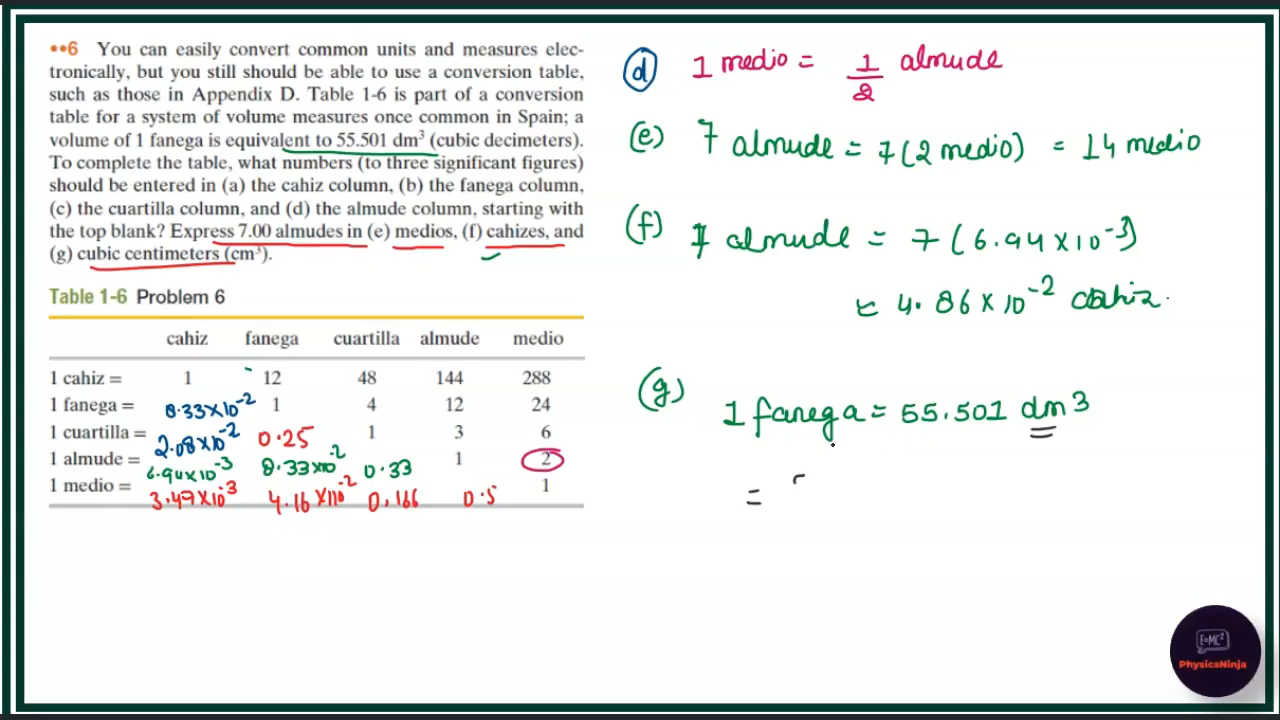 ••6 You can easily convert common units and measures elec-
tronically, but you still should be able to use a conversion table,
such as those in Appendix D. Table 1-6 is part of a conversion
table for a system of volume measures once common in Spain; a
volume of 1 fanega is equivalent to 55.501 dm³ (cubic decimeters).
To complete the table, what numbers (to three significant figures)
should be entered in (a) the cahiz column, (b) the fanega column,
(c) the cuartilla column, and (d) the almude column, starting with
the top blank? Express 7.00 almudes in (e) medios, (f) cahizes, and
(g) cubic centimeters (cm³).
Table 1-6 Problem 6
cahiz fanega cuartilla almude medio
1 cahiz = 1 12 48 144 288
1 fanega = 8.33×10⁻² 1 4 12 24
1 cuartilla = 2.08×10⁻² 0.25 1 3 6
1 almude = 6.94×10⁻³ 8.33×10⁻² 0.33 1 2
1 medio = 3.47×10⁻³ 4.16×10⁻² 0.166 0.5 1
(d) 1 medio = 1/2 almude
(e) 7 almude = 7(2 medio) = 14 medio
(f) 7 almude = 7(6.94×10⁻³)
= 4.86×10⁻² cahiz.
(g)
1 fanega = 55.501 dm³
=
E=MC²
PhysicsNinja